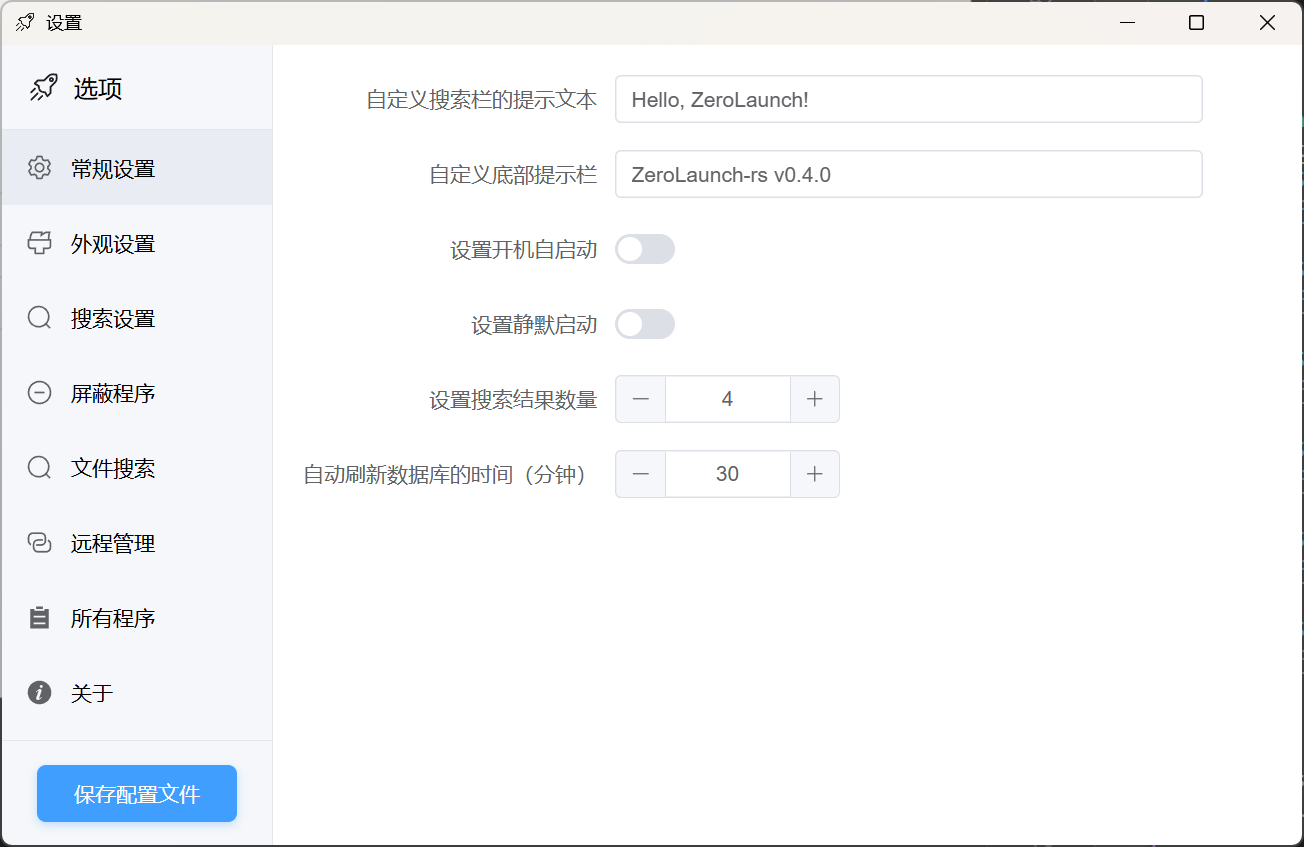 设置
选项
常规设置
外观设置
搜索设置
屏蔽程序
文件搜索
远程管理
所有程序
关于
保存配置文件
自定义搜索栏的提示文本 Hello, ZeroLaunch!
自定义底部提示栏 ZeroLaunch-rs v0.4.0
设置开机自启动
设置静默启动
设置搜索结果数量 4
自动刷新数据库的时间（分钟） 30